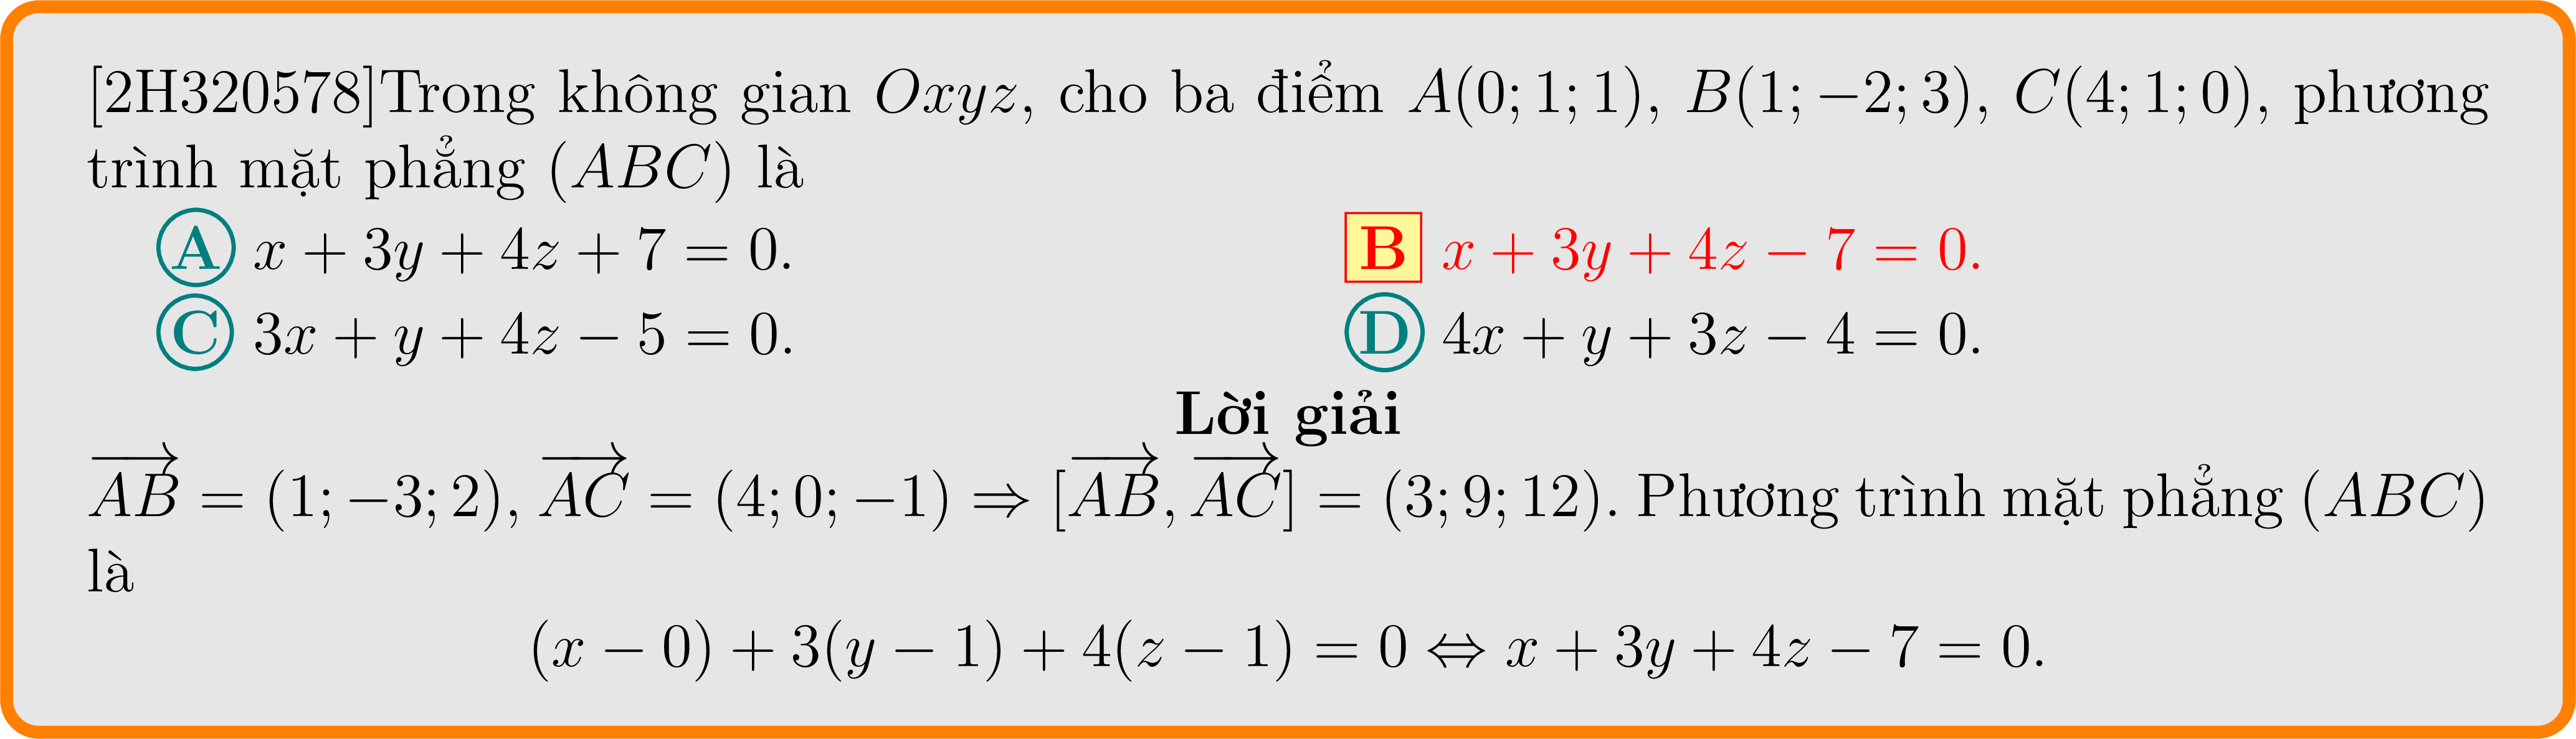 [2H320578]Trong không gian Oxyz, cho ba điểm A(0; 1; 1), B(1; −2; 3), C(4; 1; 0), phương
trình mặt phẳng (ABC) là
A x + 3y + 4z + 7 = 0. B x + 3y + 4z − 7 = 0.
C 3x + y + 4z − 5 = 0. D 4x + y + 3z − 4 = 0.
Lời giải
$\overrightarrow{AB}$ = (1; −3; 2), $\overrightarrow{AC}$ = (4; 0; −1) ⇒ [$\overrightarrow{AB}$, $\overrightarrow{AC}$] = (3; 9; 12). Phương trình mặt phẳng (ABC)
là
(x − 0) + 3(y − 1) + 4(z − 1) = 0 ⇔ x + 3y + 4z − 7 = 0.